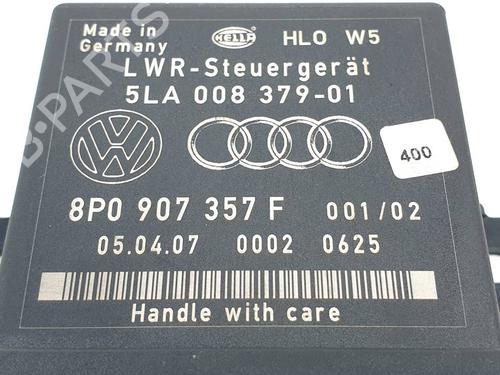 Made in
Germany
HELLA
HLO W5
LWR-Steuergerät
5LA 008 379-01
400
8P0 907 357 F 001/02
05.04.07 0002 0625
Handle with care
B-PARTS